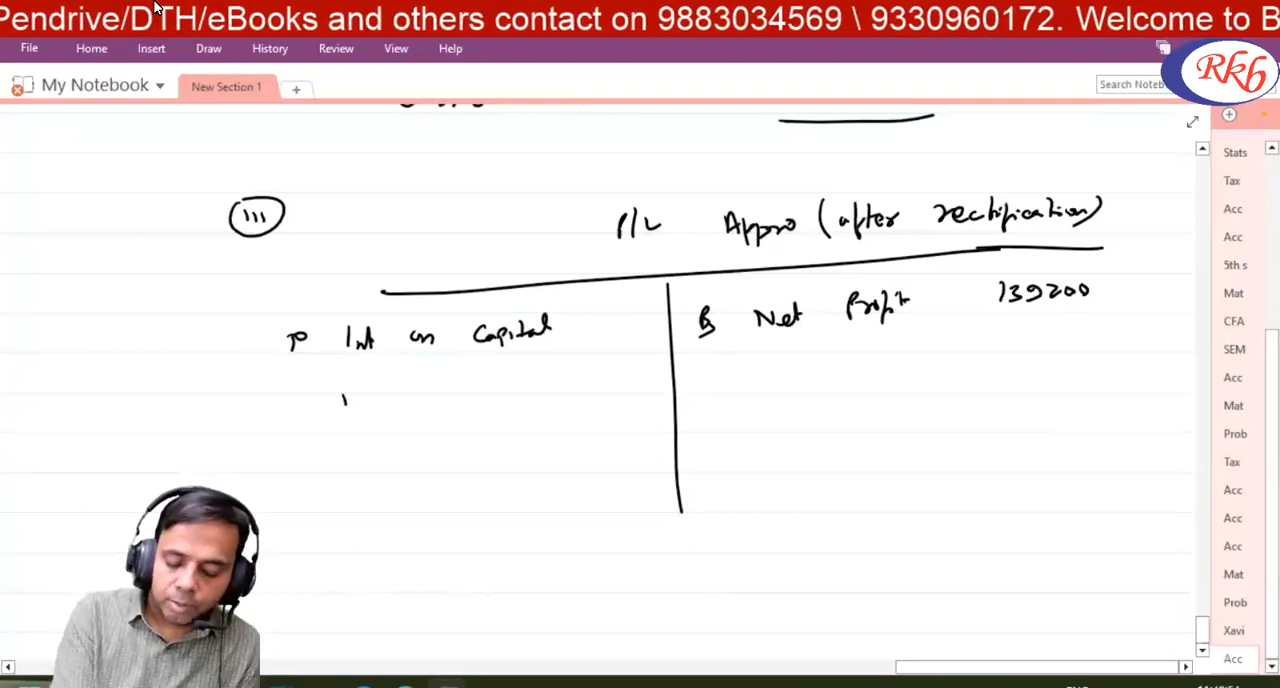 Pendrive/DTH/eBooks and others contact on 9883034569 \ 9330960172. Welcome to B
File Home Insert Draw History Review View Help
Rkb
My Notebook New Section 1 +
Search Noteb
III
P/L Appro (after rectification)
To Int on Capital
By Net Profit 139200
Stats
Tax
Acc
Acc
5th s
Mat
CFA
SEM
Acc
Mat
Prob
Tax
Acc
Acc
Acc
Mat
Prob
Xavi
Acc